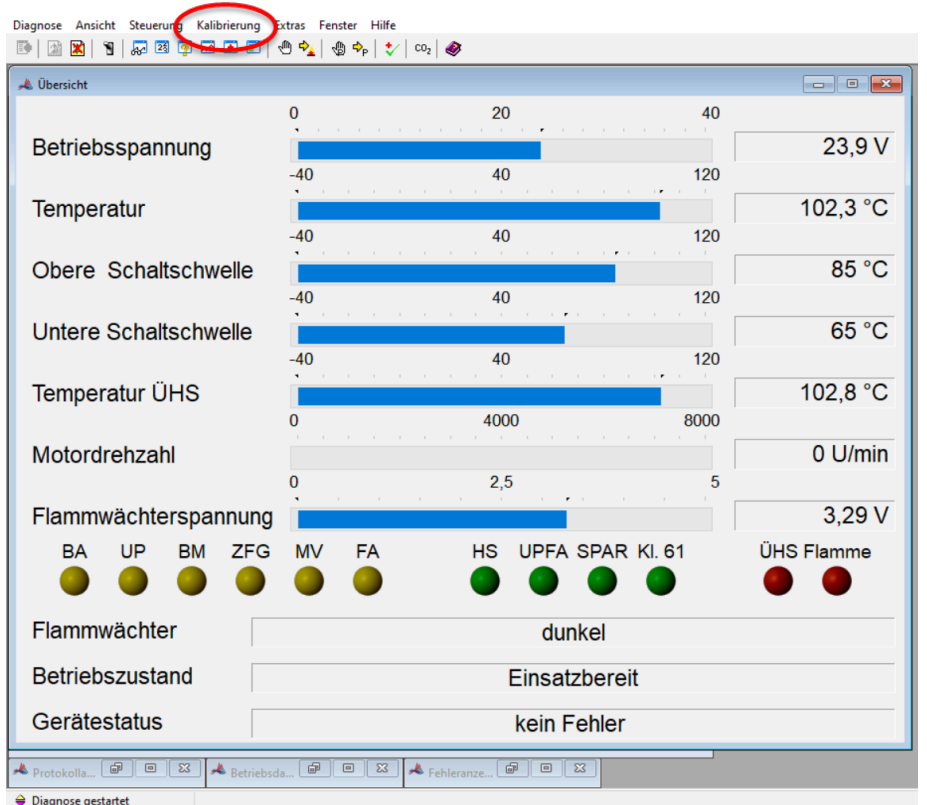 Diagnose Ansicht Steuerung Kalibrierung Extras Fenster Hilfe
CO₂
Übersicht
0 20 40
Betriebsspannung 23,9 V
-40 40 120
Temperatur 102,3 °C
-40 40 120
Obere Schaltschwelle 85 °C
-40 40 120
Untere Schaltschwelle 65 °C
-40 40 120
Temperatur ÜHS 102,8 °C
0 4000 8000
Motordrehzahl 0 U/min
0 2,5 5
Flammwächterspannung 3,29 V
BA UP BM ZFG MV FA HS UPFA SPAR Kl. 61 ÜHS Flamme
Flammwächter dunkel
Betriebszustand Einsatzbereit
Gerätestatus kein Fehler
Protokolla... Betriebsda... Fehleranze...
Diagnose gestartet